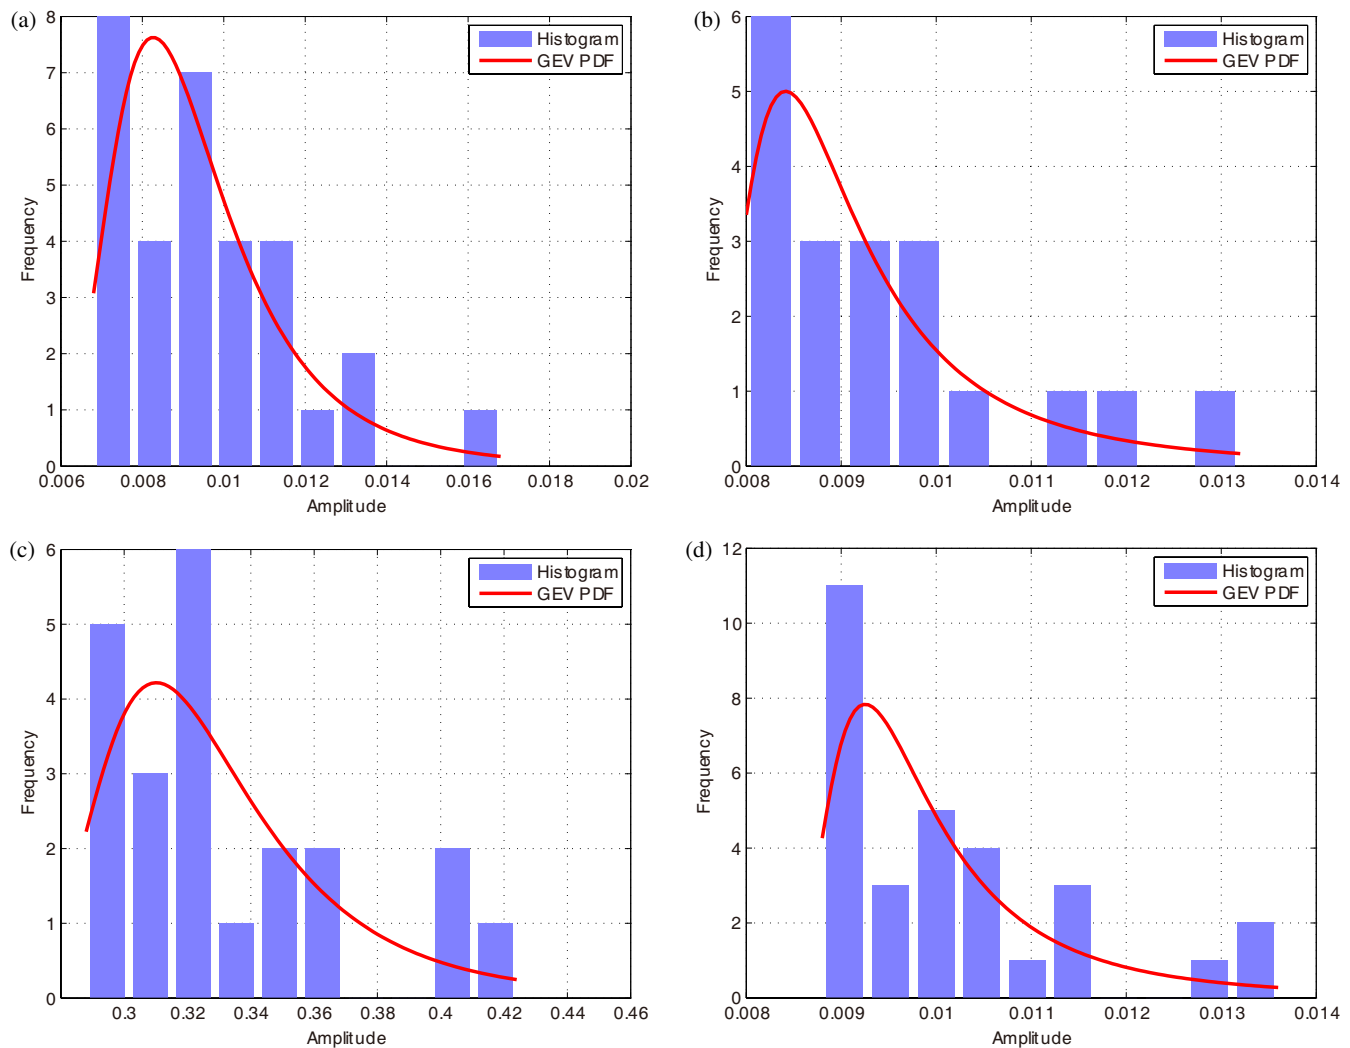 (a)
Frequency
8
7
6
5
4
3
2
1
0
0.006 0.008 0.01 0.012 0.014 0.016 0.018 0.02
Amplitude
Histogram
GEV PDF
(b)
Frequency
6
5
4
3
2
1
0
0.008 0.009 0.01 0.011 0.012 0.013 0.014
Amplitude
Histogram
GEV PDF
(c)
Frequency
6
5
4
3
2
1
0
0.3 0.32 0.34 0.36 0.38 0.4 0.42 0.44 0.46
Amplitude
Histogram
GEV PDF
(d)
Frequency
12
10
8
6
4
2
0
0.008 0.009 0.01 0.011 0.012 0.013 0.014
Amplitude
Histogram
GEV PDF